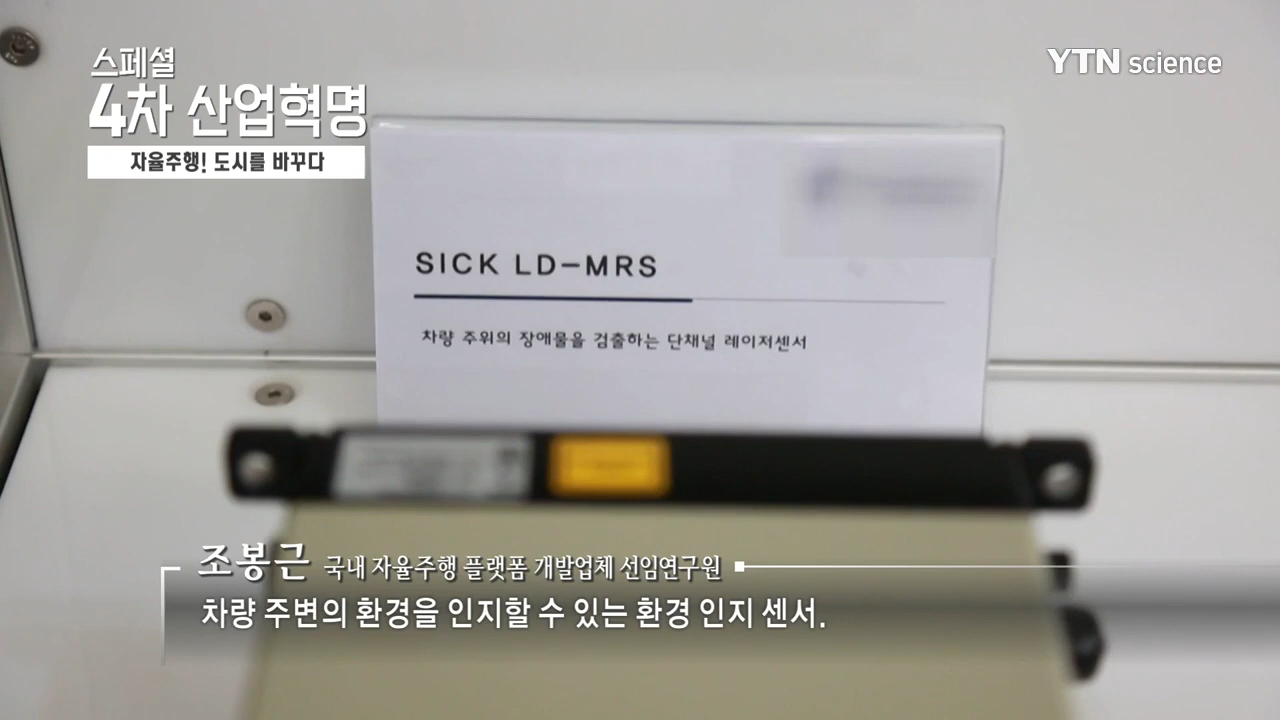 스페셜
4차 산업혁명
자율주행! 도시를 바꾸다
YTN science
SICK LD-MRS
차량 주위의 장애물을 검출하는 단채널 레이저센서
조봉근 국내 자율주행 플랫폼 개발업체 선임연구원
차량 주변의 환경을 인지할 수 있는 환경 인지 센서.